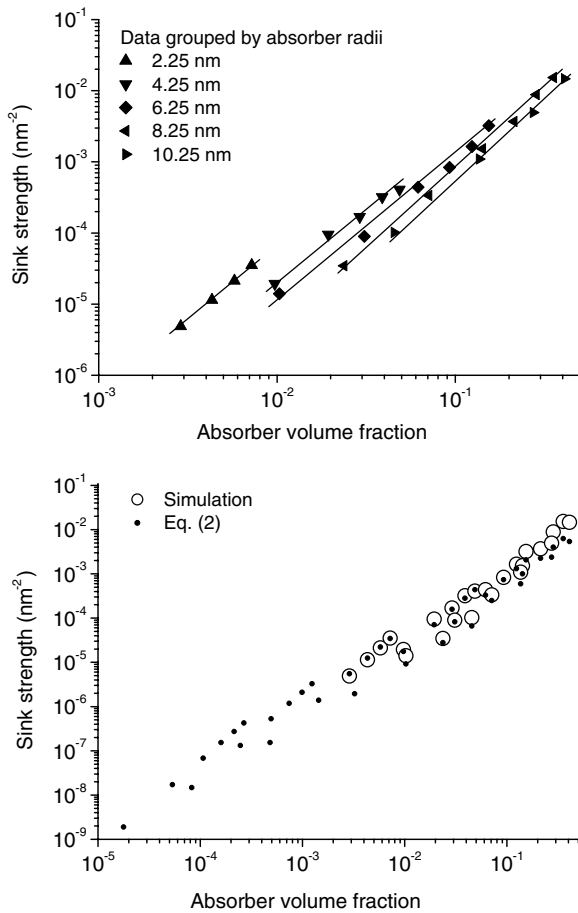 10⁻¹
Data grouped by absorber radii
2.25 nm
4.25 nm
6.25 nm
8.25 nm
10.25 nm
10⁻²
10⁻³
10⁻⁴
10⁻⁵
10⁻⁶
Sink strength (nm⁻²)
10⁻³
10⁻²
10⁻¹
Absorber volume fraction
10⁻¹
Simulation
Eq. (2)
10⁻²
10⁻³
10⁻⁴
10⁻⁵
10⁻⁶
10⁻⁷
10⁻⁸
10⁻⁹
Sink strength (nm⁻²)
10⁻⁵
10⁻⁴
10⁻³
10⁻²
10⁻¹
Absorber volume fraction